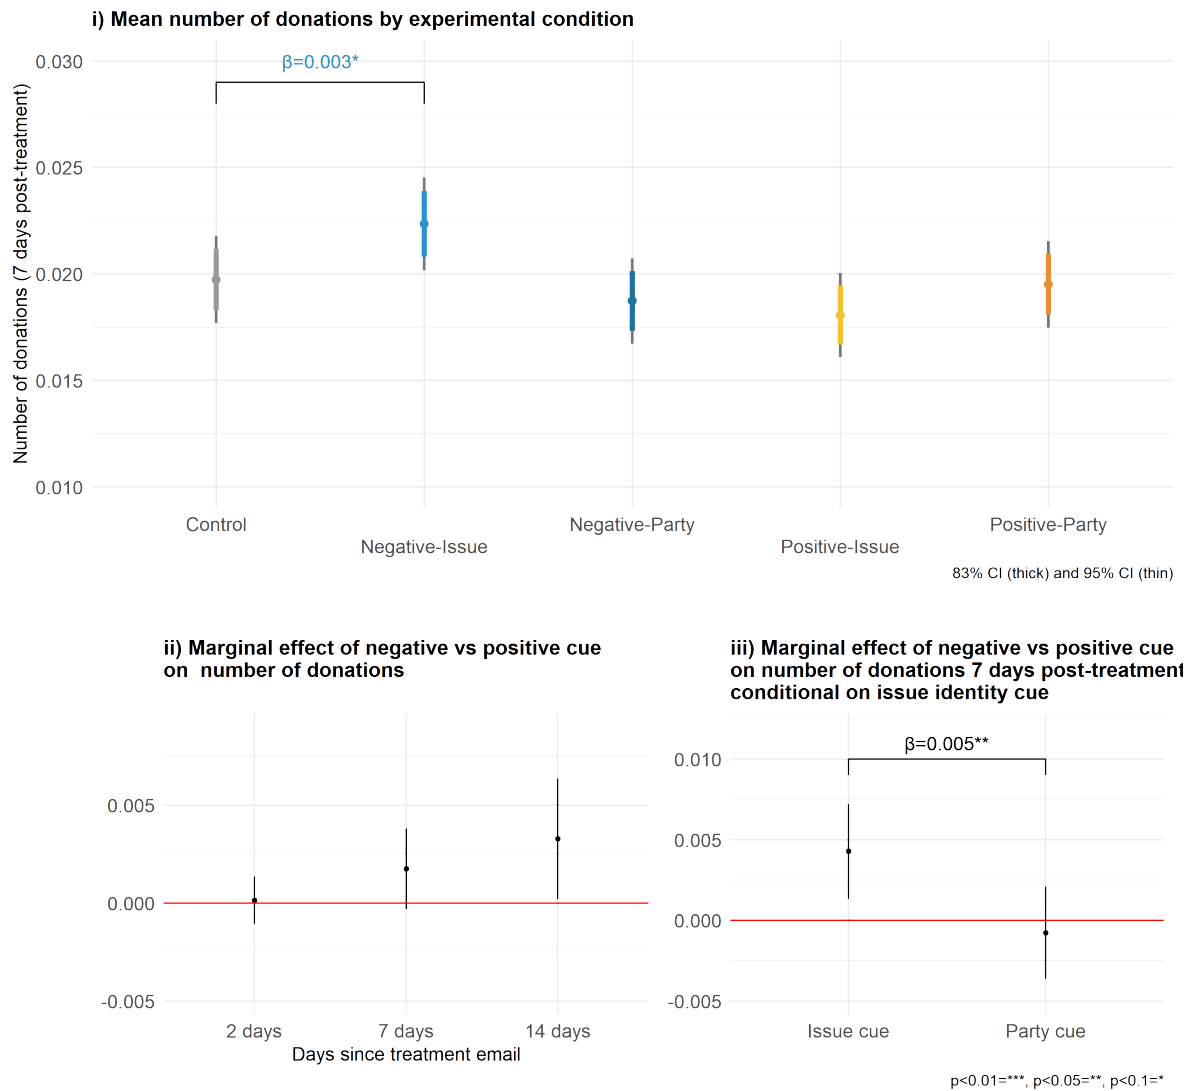 i) Mean number of donations by experimental condition
Number of donations (7 days post-treatment)
0.030
0.025
0.020
0.015
0.010
β=0.003*
Control
Negative-Issue
Negative-Party
Positive-Issue
Positive-Party
83% CI (thick) and 95% CI (thin)
ii) Marginal effect of negative vs positive cue
on  number of donations
0.005
0.000
-0.005
2 days
7 days
14 days
Days since treatment email
iii) Marginal effect of negative vs positive cue
on number of donations 7 days post-treatment
conditional on issue identity cue
0.010
0.005
0.000
-0.005
β=0.005**
Issue cue
Party cue
p<0.01=***, p<0.05=**, p<0.1=*